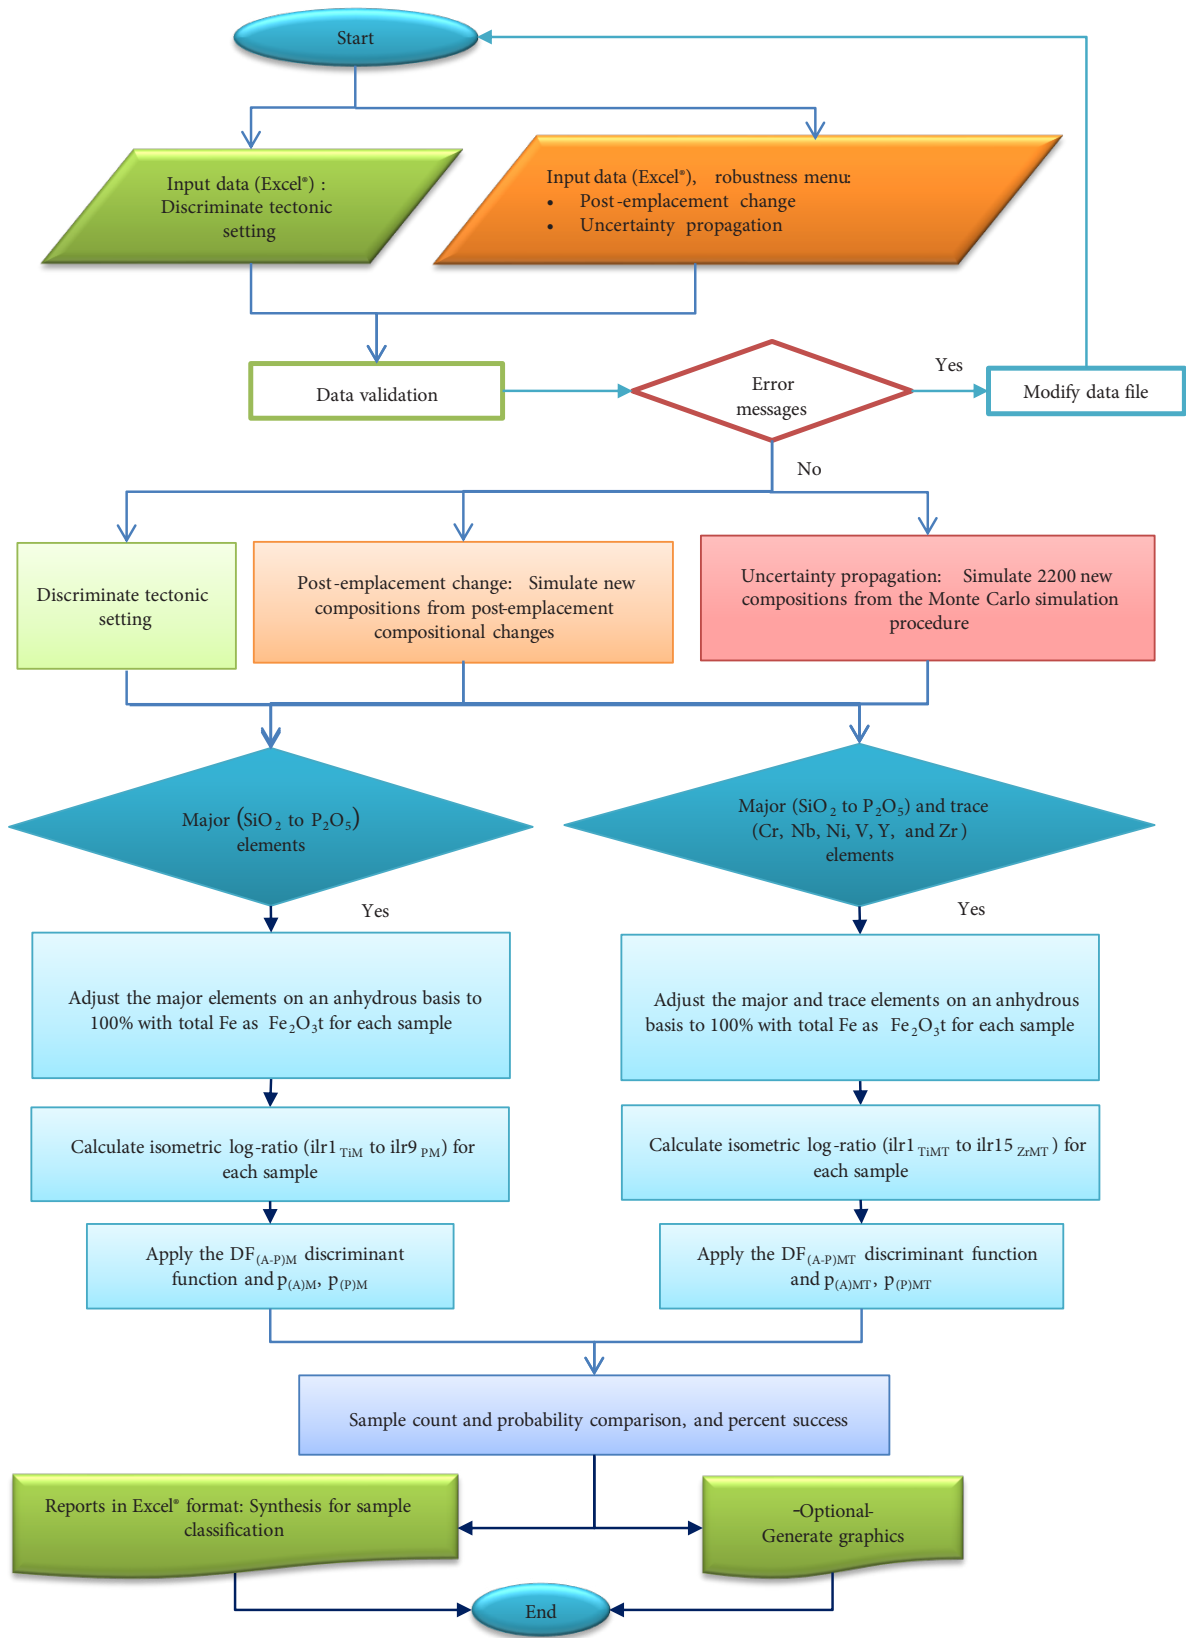 Start
Input data (Excel®) :
Discriminate tectonic
setting
Input data (Excel®), robustness menu:
• Post-emplacement change
• Uncertainty propagation
Data validation
Error
messages
Yes
Modify data file
No
Discriminate tectonic
setting
Post-emplacement change: Simulate new
compositions from post-emplacement
compositional changes
Uncertainty propagation: Simulate 2200 new
compositions from the Monte Carlo simulation
procedure
Major (SiO₂ to P₂O₅)
elements
Major (SiO₂ to P₂O₅) and trace
(Cr, Nb, Ni, V, Y, and Zr)
elements
Yes
Yes
Adjust the major elements on an anhydrous basis to
100% with total Fe as Fe₂O₃t for each sample
Adjust the major and trace elements on an anhydrous
basis to 100% with total Fe as Fe₂O₃t for each sample
Calculate isometric log-ratio (ilr1 TiM to ilr9 PM) for
each sample
Calculate isometric log-ratio (ilr1 TiMT to ilr15 ZrMT) for
each sample
Apply the DF(A-P)M discriminant
function and p(A)M, p(P)M
Apply the DF(A-P)MT discriminant function
and p(A)MT, p(P)MT
Sample count and probability comparison, and percent success
Reports in Excel® format: Synthesis for sample
classification
-Optional-
Generate graphics
End